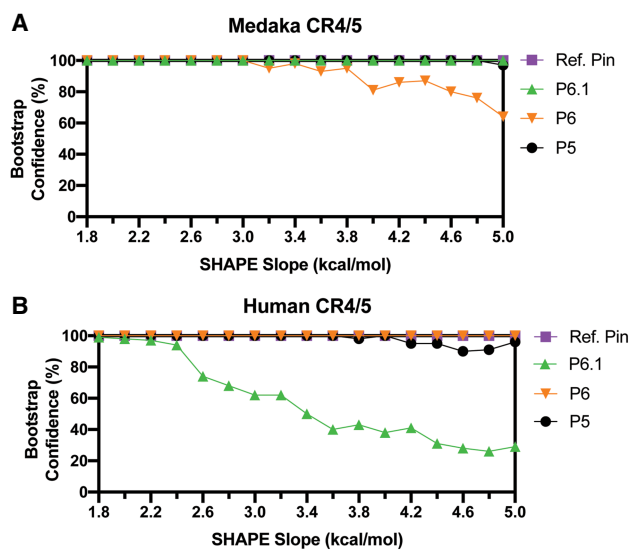 A
Medaka CR4/5
Bootstrap
Confidence (%)
100
80
60
40
20
0
1.8 2.2 2.6 3.0 3.4 3.8 4.2 4.6 5.0
SHAPE Slope (kcal/mol)
Ref. Pin
P6.1
P6
P5
B
Human CR4/5
Bootstrap
Confidence (%)
100
80
60
40
20
0
1.8 2.2 2.6 3.0 3.4 3.8 4.2 4.6 5.0
SHAPE Slope (kcal/mol)
Ref. Pin
P6.1
P6
P5